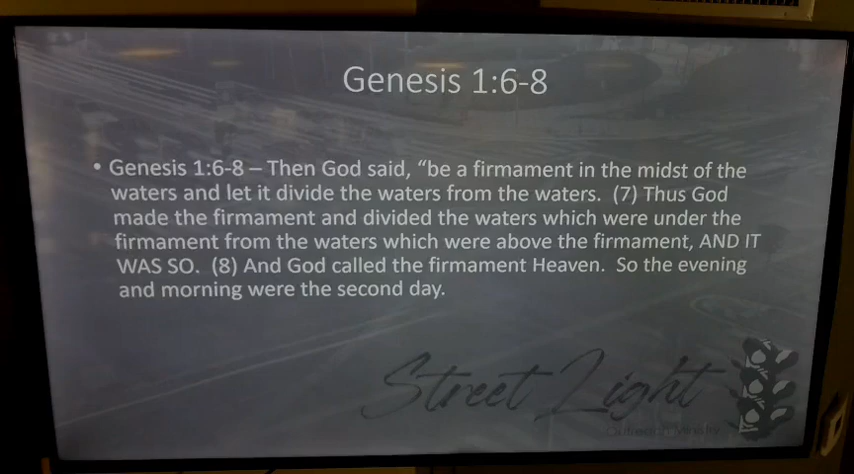 Genesis 1:6-8
• Genesis 1:6-8 – Then God said, “be a firmament in the midst of the
waters and let it divide the waters from the waters.  (7) Thus God
made the firmament and divided the waters which were under the
firmament from the waters which were above the firmament, AND IT
WAS SO.  (8) And God called the firmament Heaven.  So the evening
and morning were the second day.
Street Light